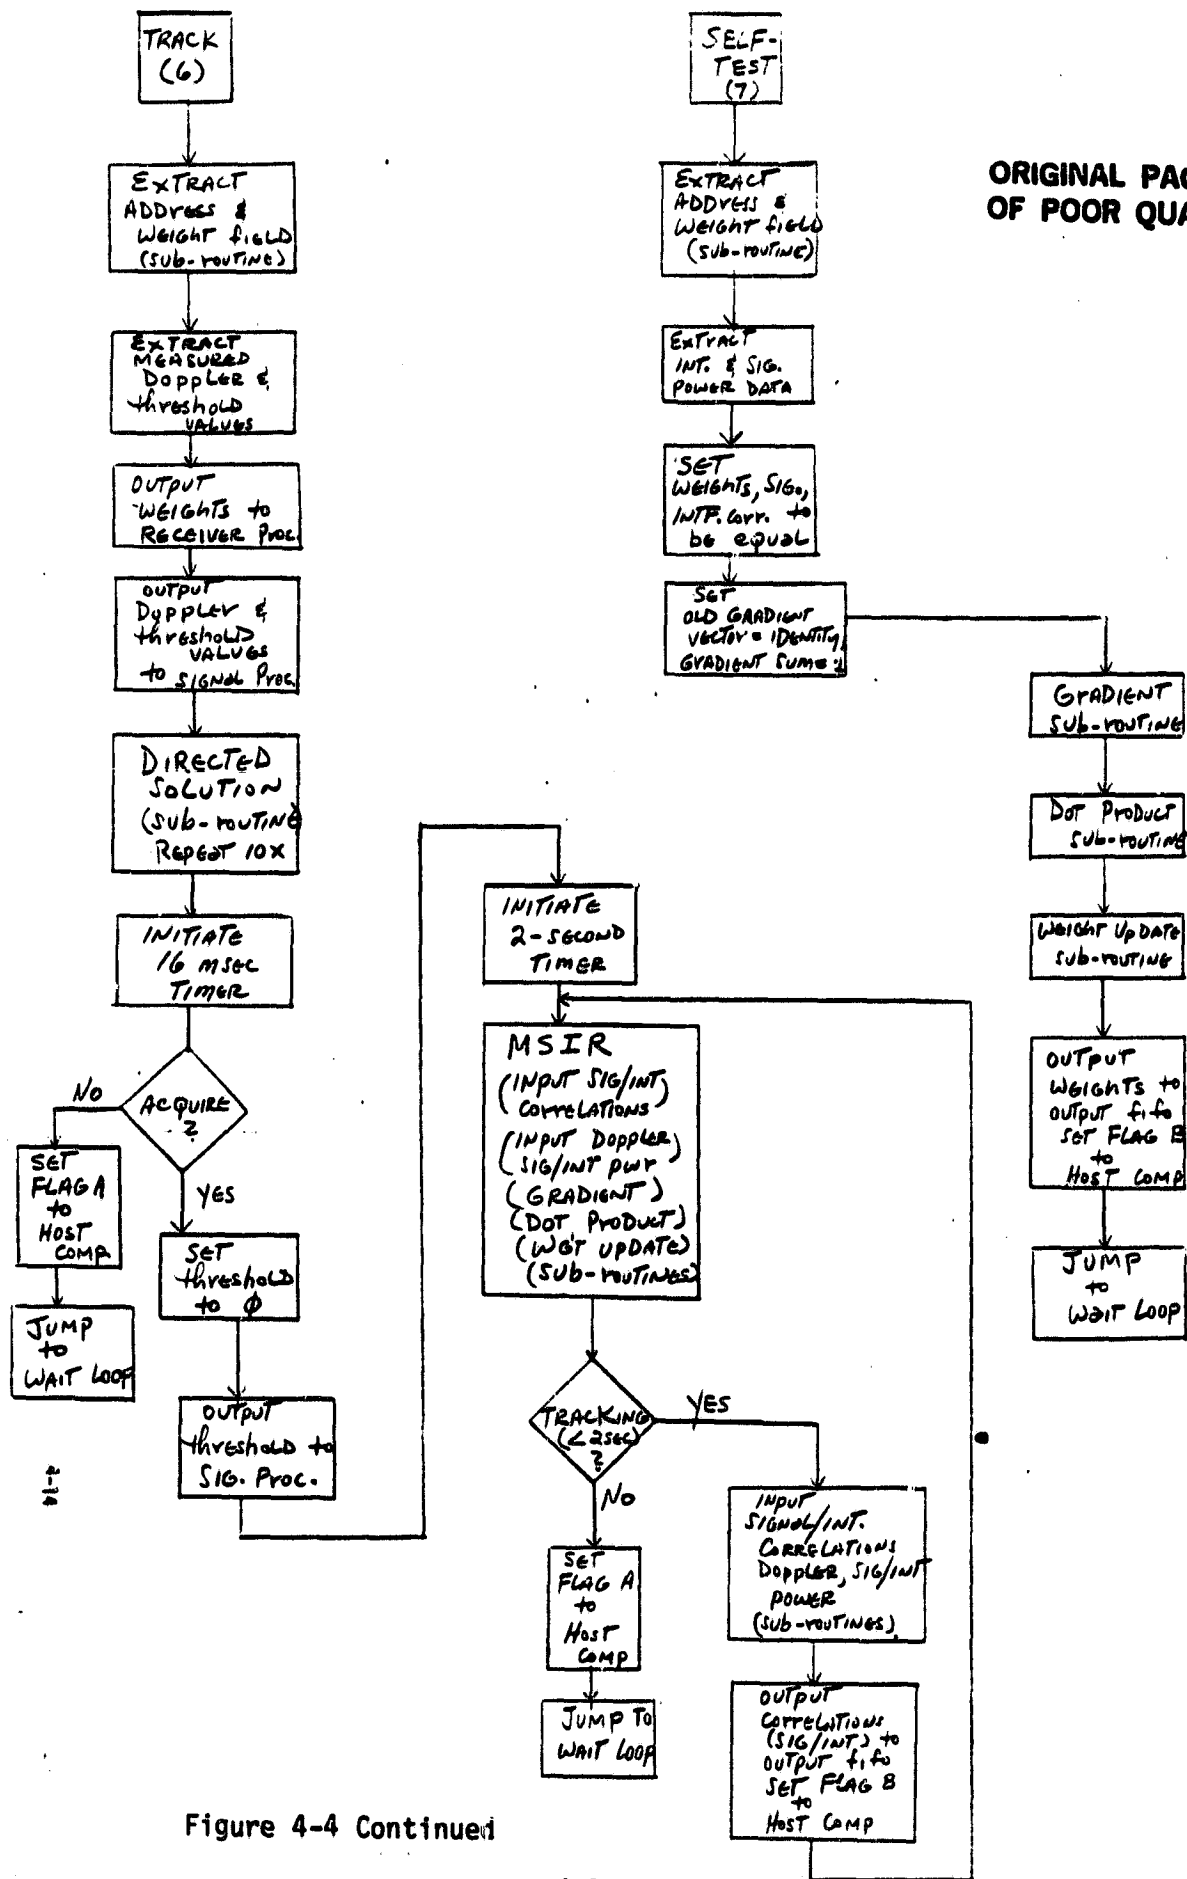 TRACK
(6)
EXTRACT
ADDRESS &
WEIGHT FIELD
(SUB-ROUTINE)
EXTRACT
MEASURED
DOPPLER &
THRESHOLD
VALUES
OUTPUT
WEIGHTS TO
RECEIVER PROC.
OUTPUT
DOPPLER &
THRESHOLD
VALUES
TO SIGNAL PROC.
DIRECTED
SOLUTION
(SUB-ROUTINE
REPEAT 10X
INITIATE
16 MSEC
TIMER
ACQUIRE
?
NO
YES
SET
FLAG A
TO
HOST
COMP.
JUMP
TO
WAIT LOOP
SET
THRESHOLD
TO Ø
OUTPUT
THRESHOLD TO
SIG. PROC.
INITIATE
2-SECOND
TIMER
MSIR
(INPUT SIG/INT
CORRELATIONS)
(INPUT DOPPLER
SIG/INT PWR)
(GRADIENT)
(DOT PRODUCT)
(WGT UPDATE)
(SUB-ROUTINES)
TRACKING
(< 2SEC)
?
YES
NO
SET
FLAG A
TO
HOST
COMP
JUMP TO
WAIT LOOP
INPUT
SIGNAL/INT.
CORRELATIONS
DOPPLER, SIG/INT
POWER
(SUB-ROUTINES)
OUTPUT
CORRELATIONS
(SIG/INT) TO
OUTPUT FIFO
SET FLAG B
TO
HOST COMP
SELF-
TEST
(7)
EXTRACT
ADDRESS &
WEIGHT FIELD
(SUB-ROUTINE)
EXTRACT
INT. & SIG.
POWER DATA
SET
WEIGHTS, SIG.,
INTF. CORR. TO
BE EQUAL
SET
OLD GRADIENT
VECTOR = IDENTITY,
GRADIENT SUM = 1
GRADIENT
SUB-ROUTINE
DOT PRODUCT
SUB-ROUTINE
WEIGHT UPDATE
SUB-ROUTINE
OUTPUT
WEIGHTS TO
OUTPUT FIFO
SET FLAG B
TO
HOST COMP
JUMP
TO
WAIT LOOP
ORIGINAL PAG
OF POOR QUA
4-14
Figure 4-4 Continued